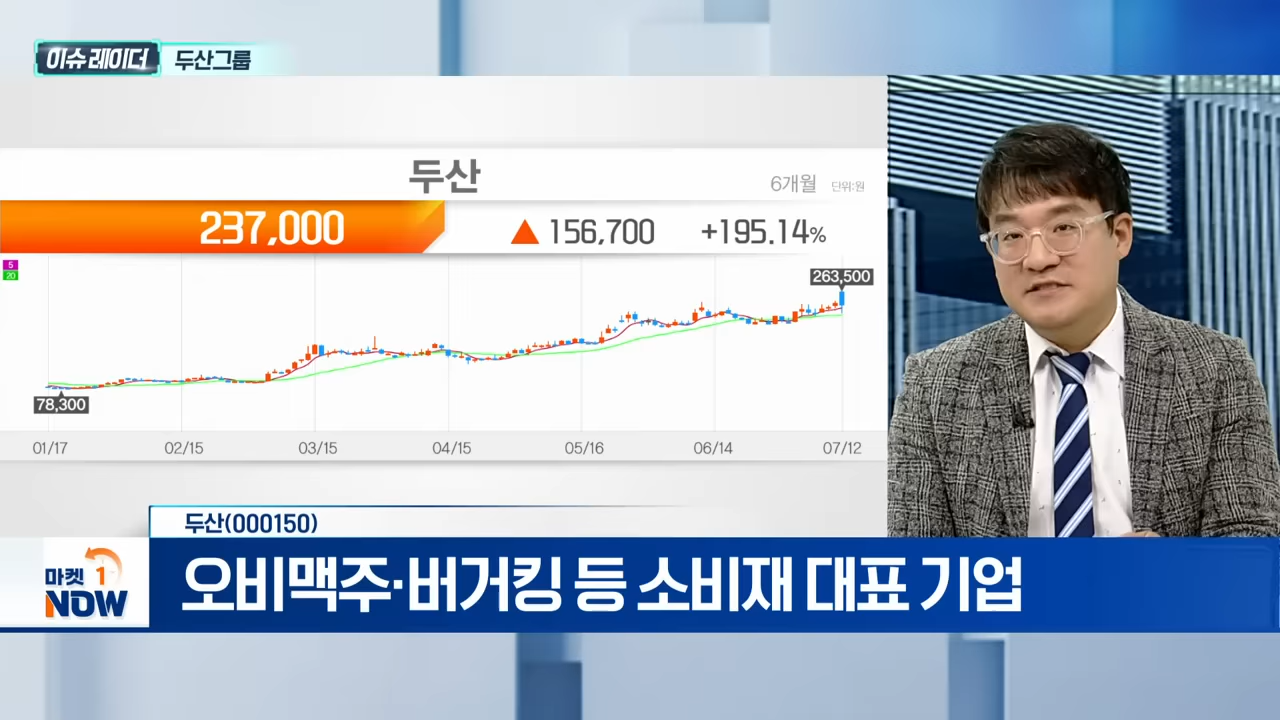 이슈 레이더 두산그룹
두산
6개월 단위:원
237,000 ▲ 156,700 +195.14%
5
20
263,500
78,300
01/17 02/15 03/15 04/15 05/16 06/14 07/12
두산(000150)
마켓 1
NOW
오비맥주·버거킹 등 소비재 대표 기업